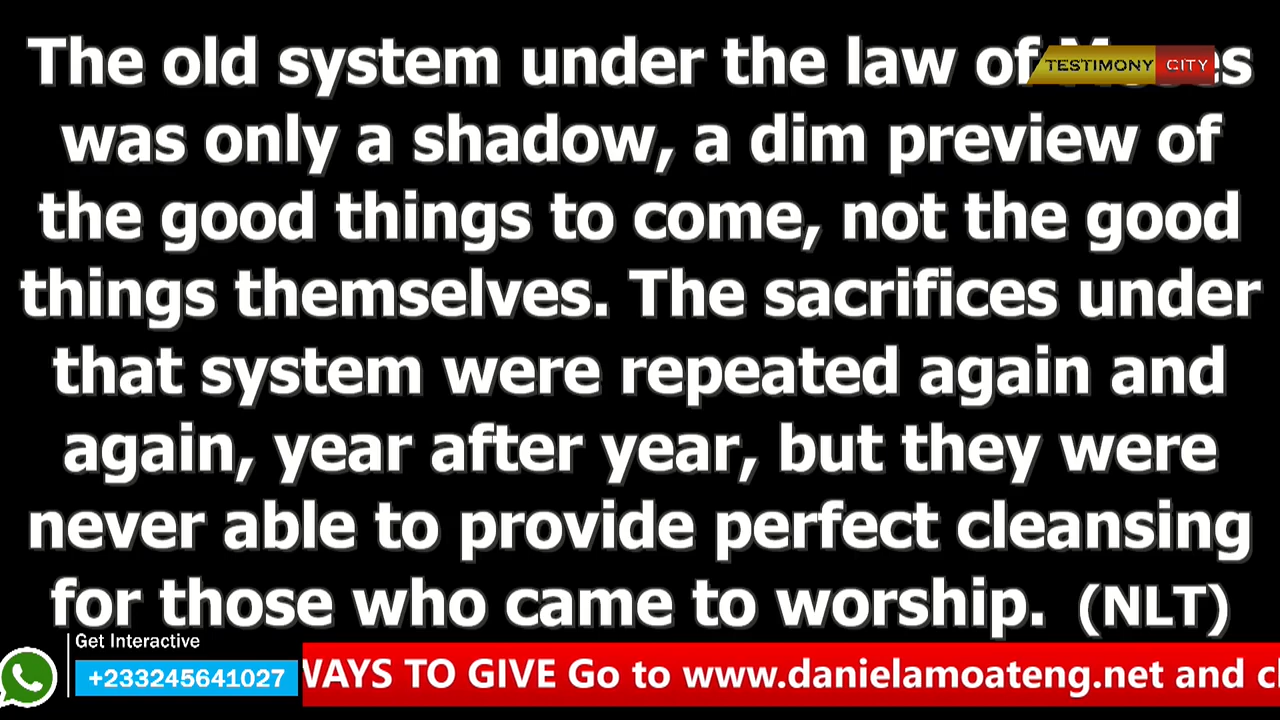 The old system under the law of
TESTIMONY CITY
was only a shadow, a dim preview of
the good things to come, not the good
things themselves. The sacrifices under
that system were repeated again and
again, year after year, but they were
never able to provide perfect cleansing
for those who came to worship. (NLT)
Get Interactive
+233245641027
WAYS TO GIVE Go to www.danielamoateng.net and